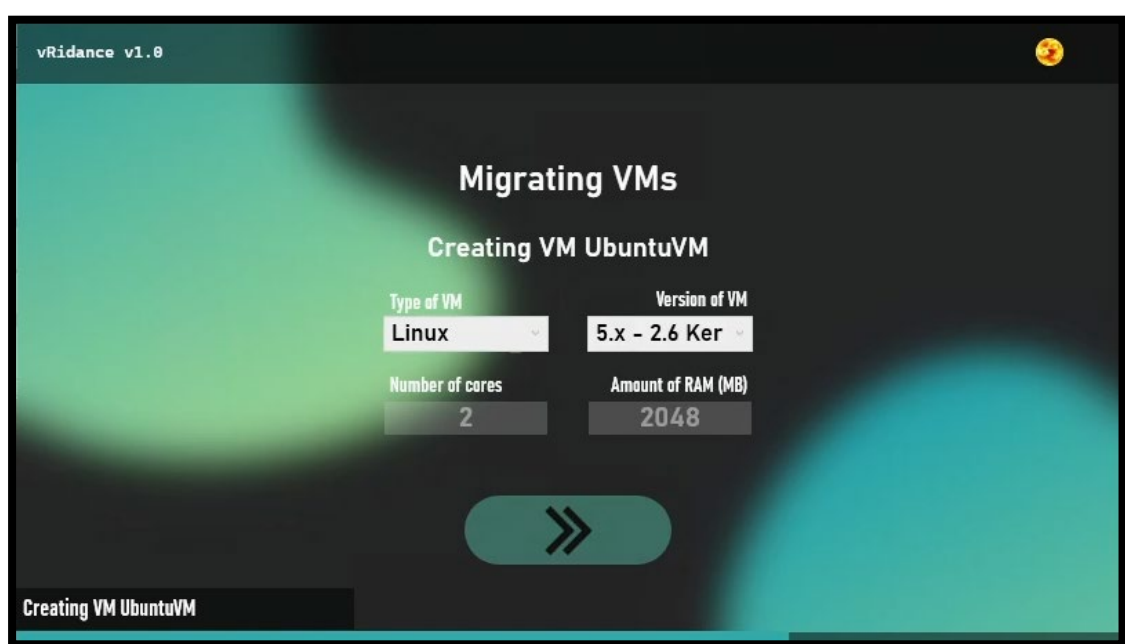 vRidance v1.0
Migrating VMs
Creating VM UbuntuVM
Type of VM
Version of VM
Linux
5.x - 2.6 Ker
Number of cores
Amount of RAM (MB)
2
2048
Creating VM UbuntuVM